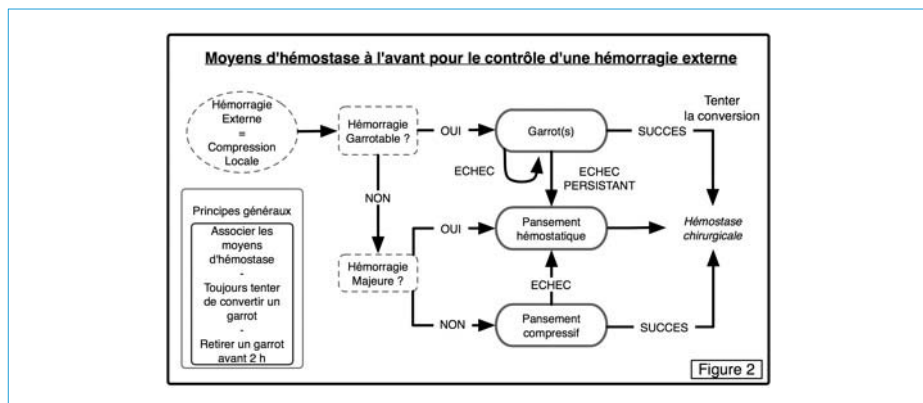 Moyens d'hémostase à l'avant pour le contrôle d'une hémorragie externe
Hémorragie
Externe
=
Compression
Locale
Hémorragie
Garrotable ?
OUI
Garrot(s)
SUCCES
Tenter
la conversion
ECHEC
ECHEC
PERSISTANT
NON
Principes généraux
Associer les
moyens
d'hémostase
-
Toujours tenter
de convertir un
garrot
-
Retirer un garrot
avant 2 h
Hémorragie
Majeure ?
OUI
Pansement
hémostatique
Hémostase
chirurgicale
ECHEC
NON
Pansement
compressif
SUCCES
Figure 2